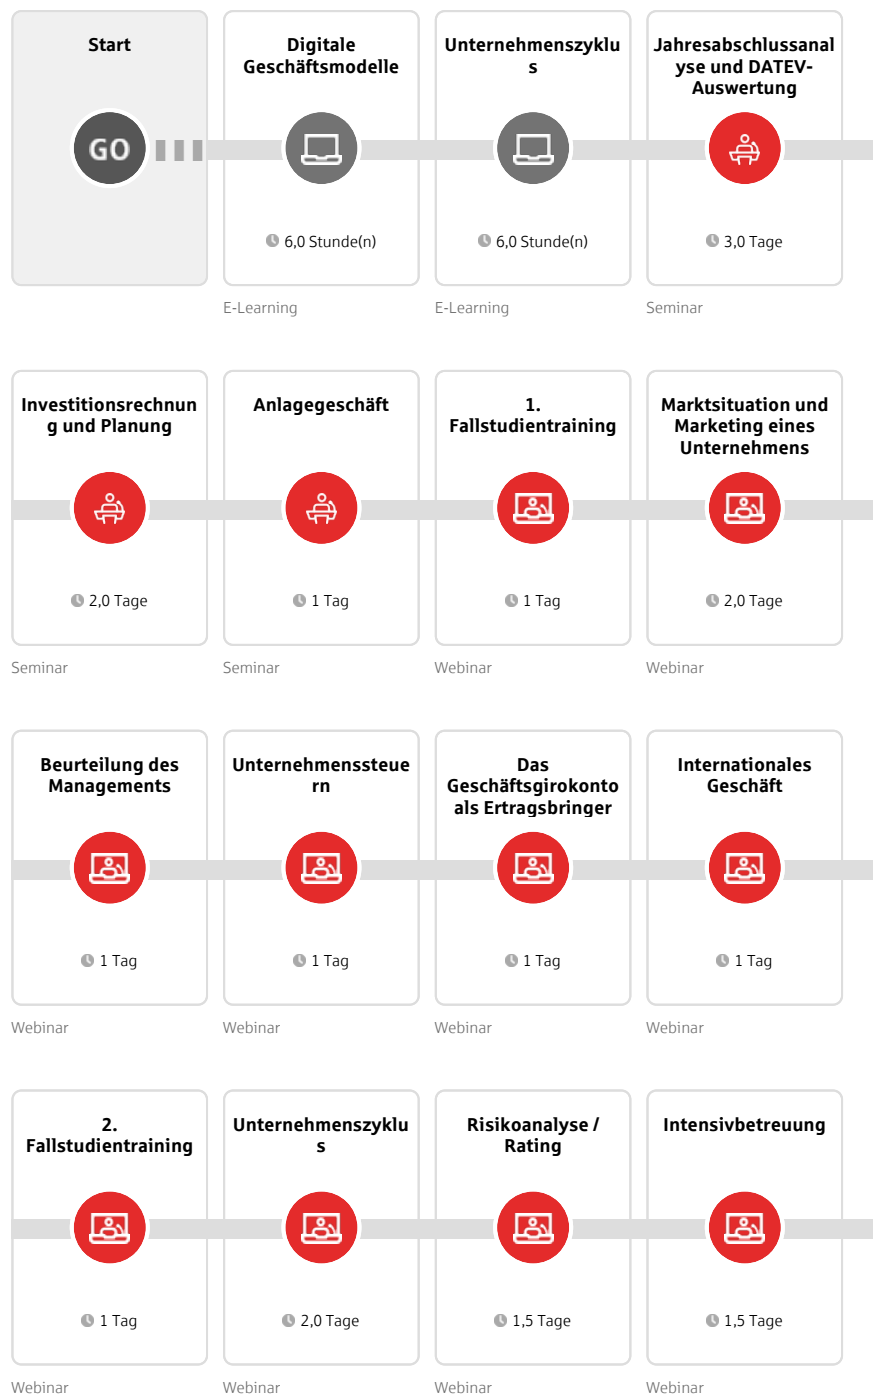 Start
GO
Digitale
Geschäftsmodelle
6,0 Stunde(n)
E-Learning
Unternehmenszyklu
s
6,0 Stunde(n)
E-Learning
Jahresabschlussanal
yse und DATEV-
Auswertung
3,0 Tage
Seminar
Investitionsrechnun
g und Planung
2,0 Tage
Seminar
Anlagegeschäft
1 Tag
Seminar
1.
Fallstudientraining
1 Tag
Webinar
Marktsituation und
Marketing eines
Unternehmens
2,0 Tage
Webinar
Beurteilung des
Managements
1 Tag
Webinar
Unternehmenssteue
rn
1 Tag
Webinar
Das
Geschäftsgirokonto
als Ertragsbringer
1 Tag
Webinar
Internationales
Geschäft
1 Tag
Webinar
2.
Fallstudientraining
1 Tag
Webinar
Unternehmenszyklu
s
2,0 Tage
Webinar
Risikoanalyse /
Rating
1,5 Tage
Webinar
Intensivbetreuung
1,5 Tage
Webinar